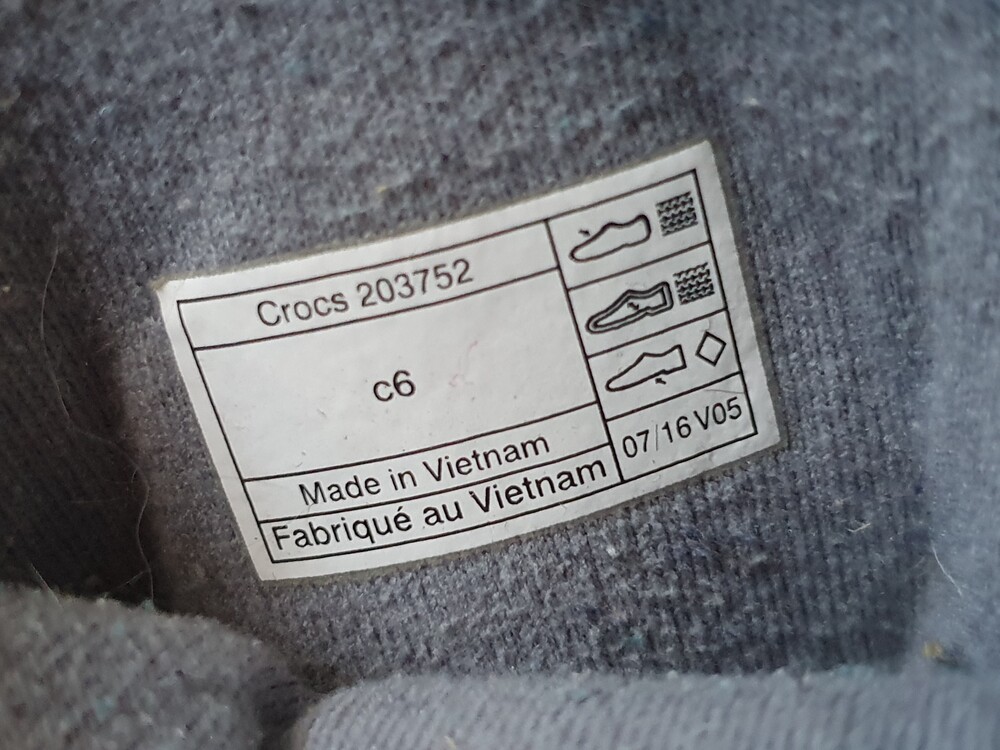 Crocs 203752
c6
Made in Vietnam
Fabriqué au Vietnam
07/16 V05